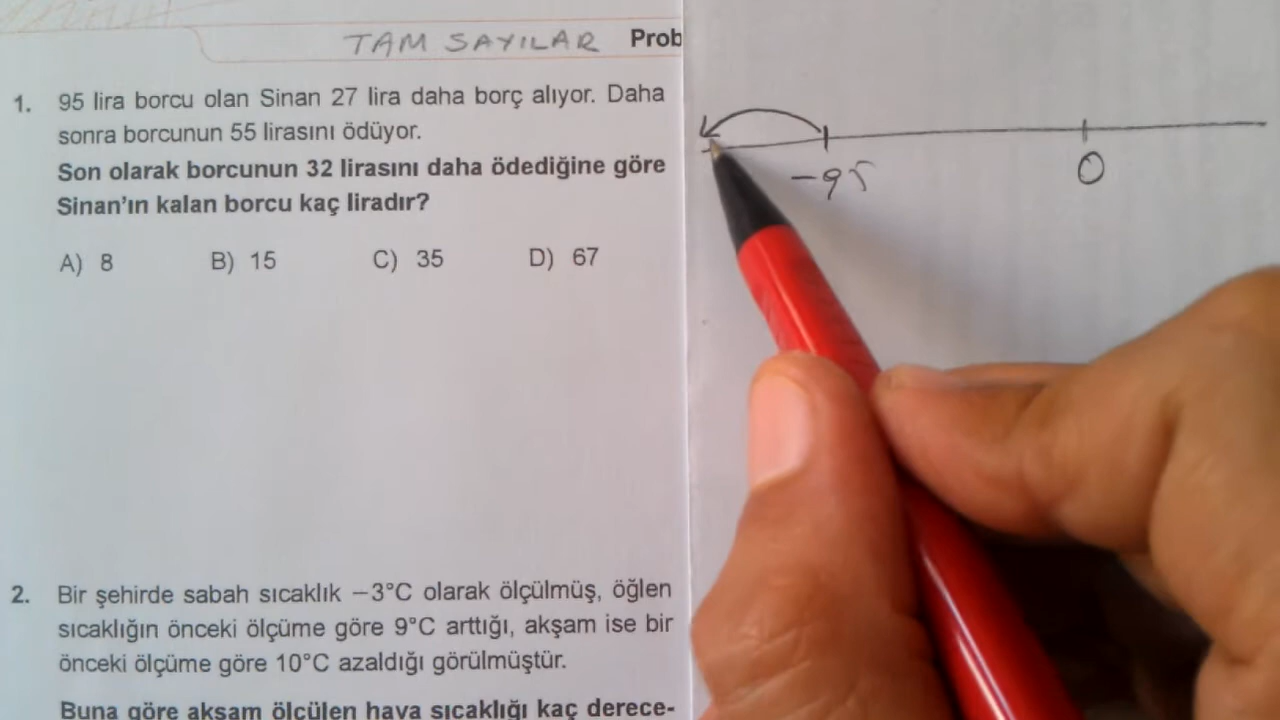 TAM SAYILAR Prob
1. 95 lira borcu olan Sinan 27 lira daha borç alıyor. Daha
sonra borcunun 55 lirasını ödüyor.
Son olarak borcunun 32 lirasını daha ödediğine göre
Sinan'ın kalan borcu kaç liradır?
A) 8 B) 15 C) 35 D) 67
-95 0
2. Bir şehirde sabah sıcaklık −3°C olarak ölçülmüş, öğlen
sıcaklığın önceki ölçüme göre 9°C arttığı, akşam ise bir
önceki ölçüme göre 10°C azaldığı görülmüştür.
Buna göre akşam ölçülen hava sıcaklığı kaç derece-